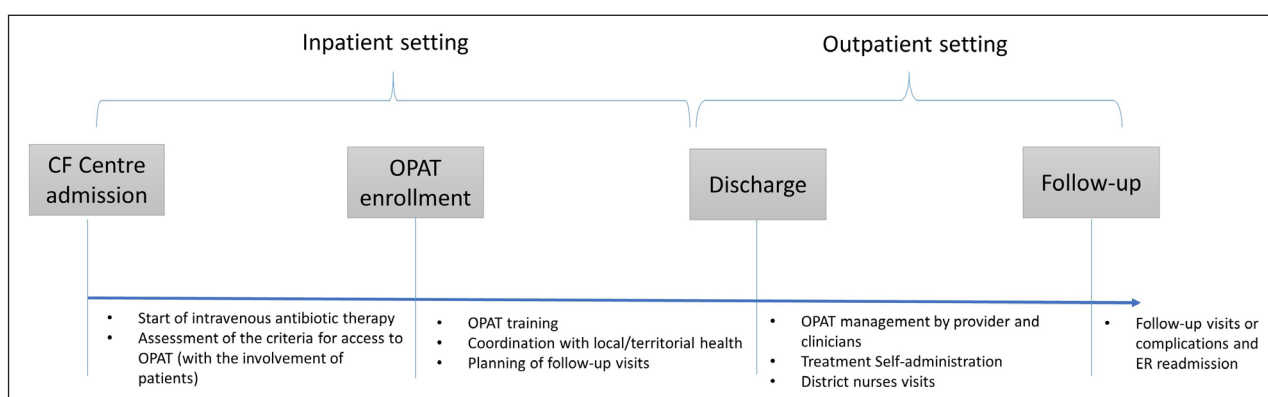 Inpatient setting
Outpatient setting
CF Centre
admission
OPAT
enrollment
Discharge
Follow-up
• Start of intravenous antibiotic therapy
• Assessment of the criteria for access to
OPAT (with the involvement of
patients)
• OPAT training
• Coordination with local/territorial health
• Planning of follow-up visits
• OPAT management by provider and
clinicians
• Treatment Self-administration
• District nurses visits
• Follow-up visits or
complications and
ER readmission